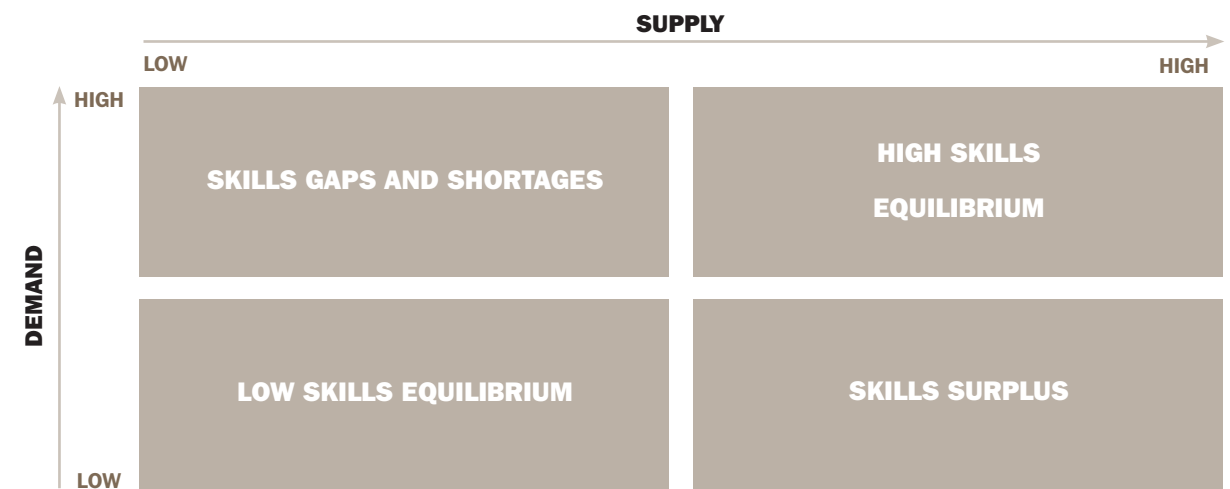 SUPPLY
LOW
HIGH
HIGH
SKILLS GAPS AND SHORTAGES
HIGH SKILLS
EQUILIBRIUM
DEMAND
LOW SKILLS EQUILIBRIUM
SKILLS SURPLUS
LOW